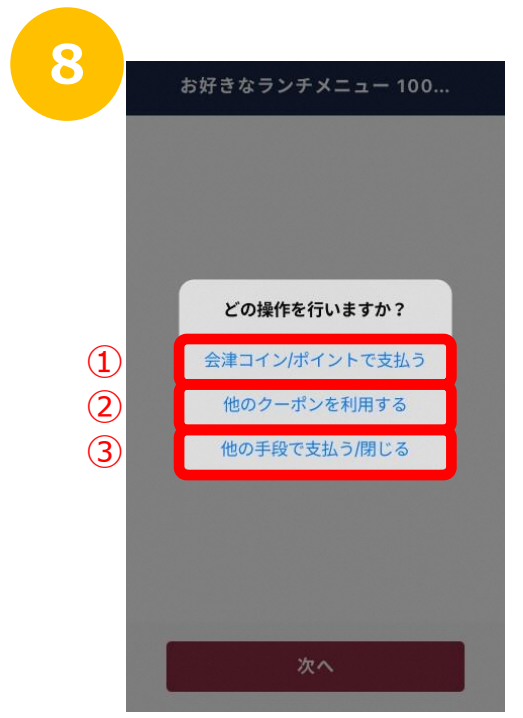 8
お好きなランチメニュー 100...
どの操作を行いますか？
① 会津コイン/ポイントで支払う
② 他のクーポンを利用する
③ 他の手段で支払う/閉じる
次へ